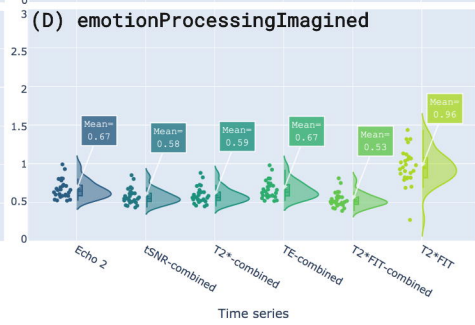 0
3
(D) emotionProcessingImagined
2.5
2
1.5
1
0.5
0
Mean=
0.67
Mean=
0.58
Mean=
0.59
Mean=
0.67
Mean=
0.53
Mean=
0.96
Echo 2
tSNR-combined
T2*-combined
TE-combined
T2*FIT-combined
T2*FIT
Time series